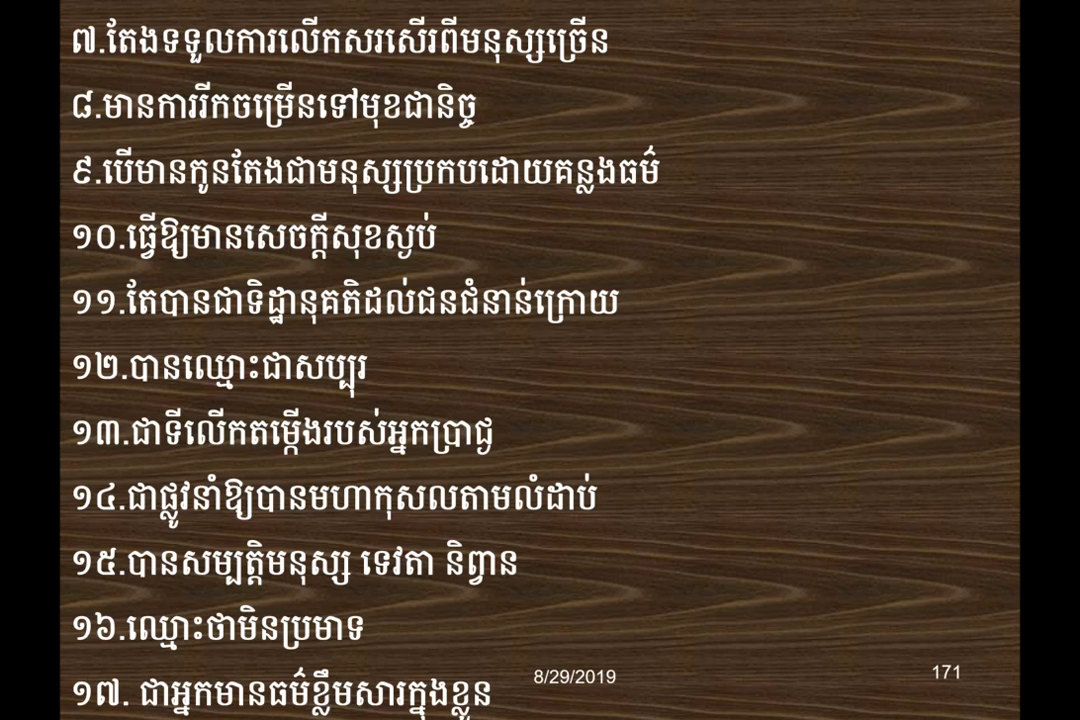 ៧.តែងទទួលការលើកសរសើរពីមនុស្សច្រើន
៨.មានការរីកចម្រើនទៅមុខជានិច្ច
៩.បើមានកូនតែងជាមនុស្សប្រកបដោយគន្លងធម៌
១០.ធ្វើឱ្យមានសេចក្តីសុខស្ងប់
១១.តែបានជាទិដ្ឋានុគតិដល់ជនជំនាន់ក្រោយ
១២.បានឈ្មោះជាសប្បុរ
១៣.ជាទីលើកតម្កើងរបស់អ្នកប្រាជ្ញ
១៤.ជាផ្លូវនាំឱ្យបានមហាកុសលតាមលំដាប់
១៥.បានសម្បត្តិមនុស្ស ទេវតា និព្វាន
១៦.ឈ្មោះថាមិនប្រមាទ
១៧. ជាអ្នកមានធម៌ខ្លឹមសារក្នុងខ្លួន
8/29/2019
171